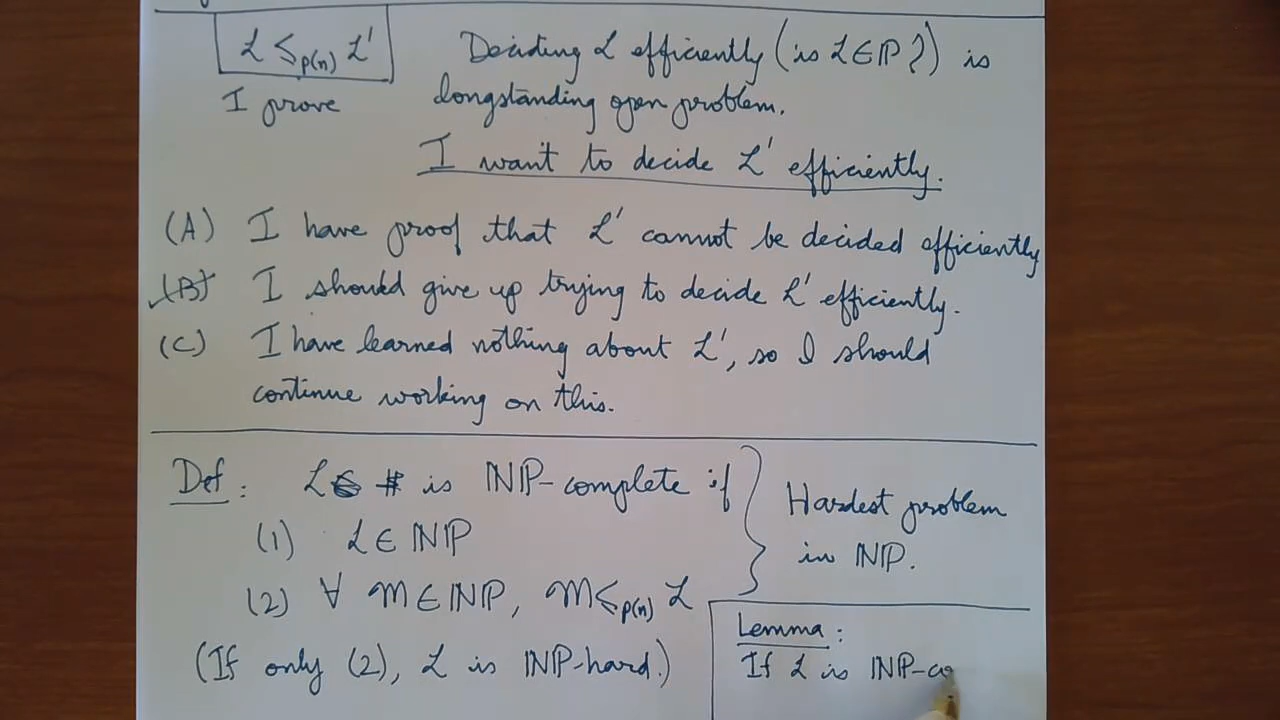 L ≤p(n) L'
I prove
Deciding L efficiently (is L∈P?) is
longstanding open problem.
I want to decide L' efficiently.
(A) I have proof that L' cannot be decided efficiently
(B) I should give up trying to decide L' efficiently.
(C) I have learned nothing about L', so I should
continue working on this.
Def: L is NP-complete if
(1) L ∈ NP
(2) ∀ M ∈ NP, M ≤p(n) L
(If only (2), L is NP-hard.)
Hardest problem
in NP.
Lemma:
If L is NP-co